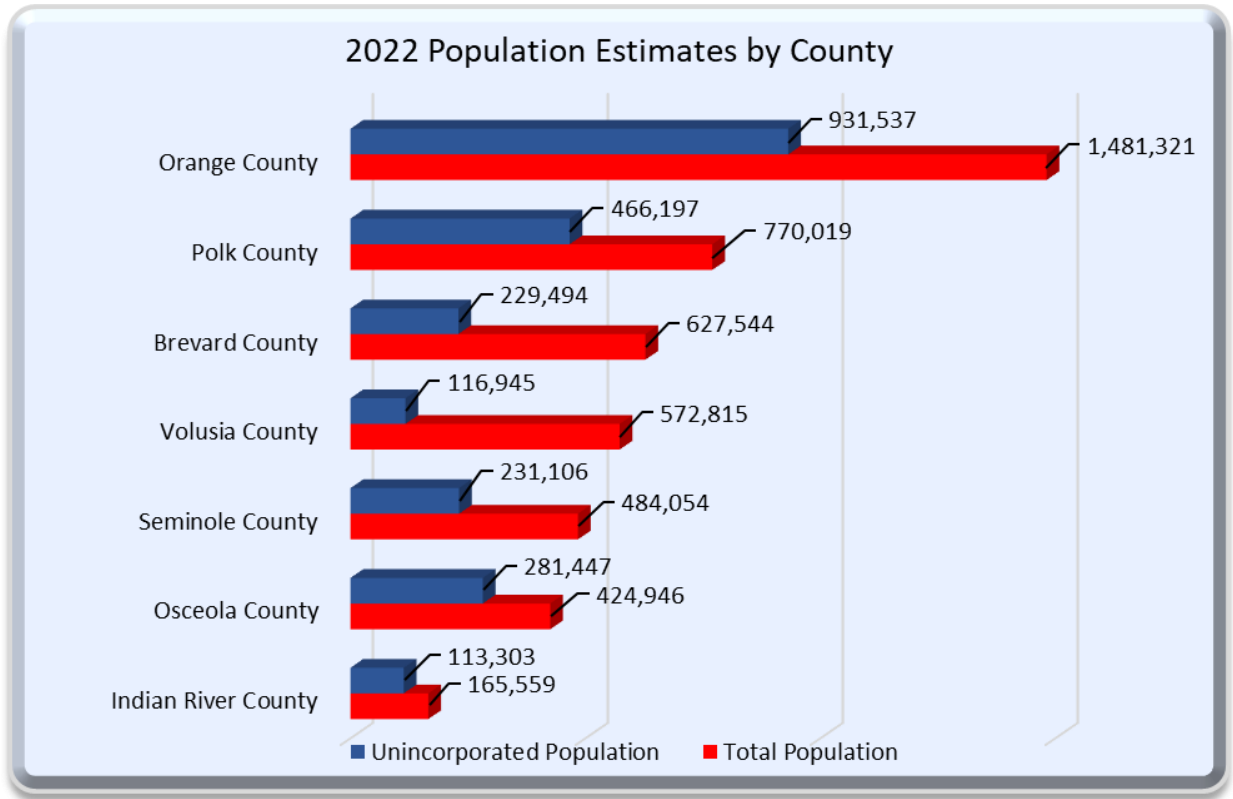 2022 Population Estimates by County
931,537
Orange County
1,481,321
466,197
Polk County
770,019
229,494
Brevard County
627,544
116,945
Volusia County
572,815
231,106
Seminole County
484,054
281,447
Osceola County
424,946
113,303
Indian River County
165,559
Unincorporated Population
Total Population